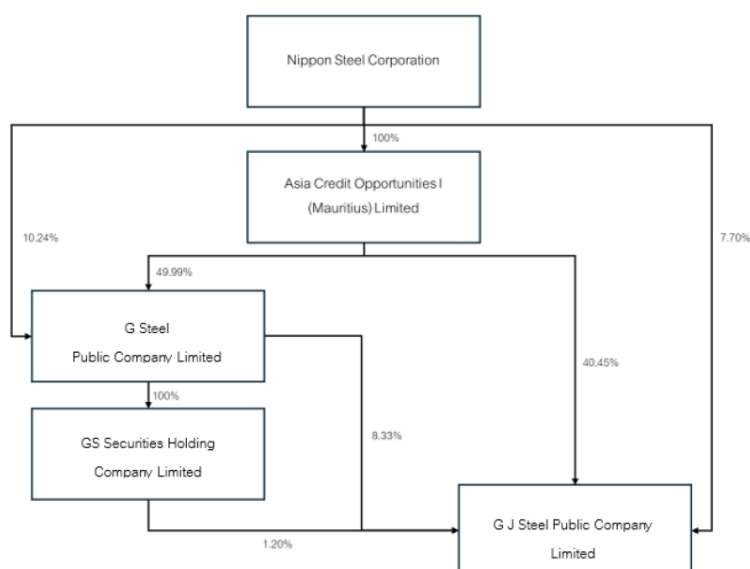 Nippon Steel Corporation
100%
Asia Credit Opportunities I
(Mauritius) Limited
10.24%
7.70%
49.99%
G Steel
Public Company Limited
40.45%
100%
8.33%
GS Securities Holding
Company Limited
1.20%
G J Steel Public Company
Limited